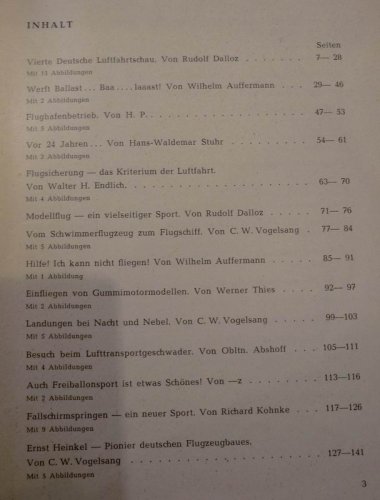 INHALT
Seiten
Vierte Deutsche Luftfahrtschau. Von Rudolf Dalloz . . . . . . 7— 28
Mit 13 Abbildungen
Werft Ballast... Baa....laaast! Von Wilhelm Auffermann . . . . 29— 46
Mit 2 Abbildungen
Flughafenbetrieb. Von H. P. . . . . . . . . . . . . . 47— 53
Mit 5 Abbildungen
Vor 24 Jahren... Von Hans-Waldemar Stuhr . . . . . . . 54— 61
Mit 2 Abbildungen
Flugsicherung — das Kriterium der Luftfahrt.
Von Walter H. Endlich. . . . . . . . . . . . . . . . 63— 70
Mit 4 Abbildungen
Modellflug — ein vielseitiger Sport. Von Rudolf Dalloz . . . . 71— 76
Vom Schwimmerflugzeug zum Flugschiff. Von C. W. Vogelsang . . 77— 84
Mit 5 Abbildungen
Hilfe! Ich kann nicht fliegen! Von Wilhelm Auffermann . . . . 85— 91
Mit 1 Abbildung
Einfliegen von Gummimotormodellen. Von Werner Thies . . . . 92— 97
Mit 2 Abbildungen
Landungen bei Nacht und Nebel. Von C. W. Vogelsang . . . . . 99—103
Mit 5 Abbildungen
Besuch beim Lufttransportgeschwader. Von Obltn. Abshoff . . . . 105—111
Mit 4 Abbildungen
Auch Freiballonsport ist etwas Schönes! Von —z . . . . . . . 113—116
Mit 2 Abbildungen
Fallschirmspringen — ein neuer Sport. Von Richard Kohnke . . . 117—126
Mit 9 Abbildungen
Ernst Heinkel — Pionier deutschen Flugzeugbaues.
Von C. W. Vogelsang . . . . . . . . . . . . . . . 127—141
Mit 3 Abbildungen
3